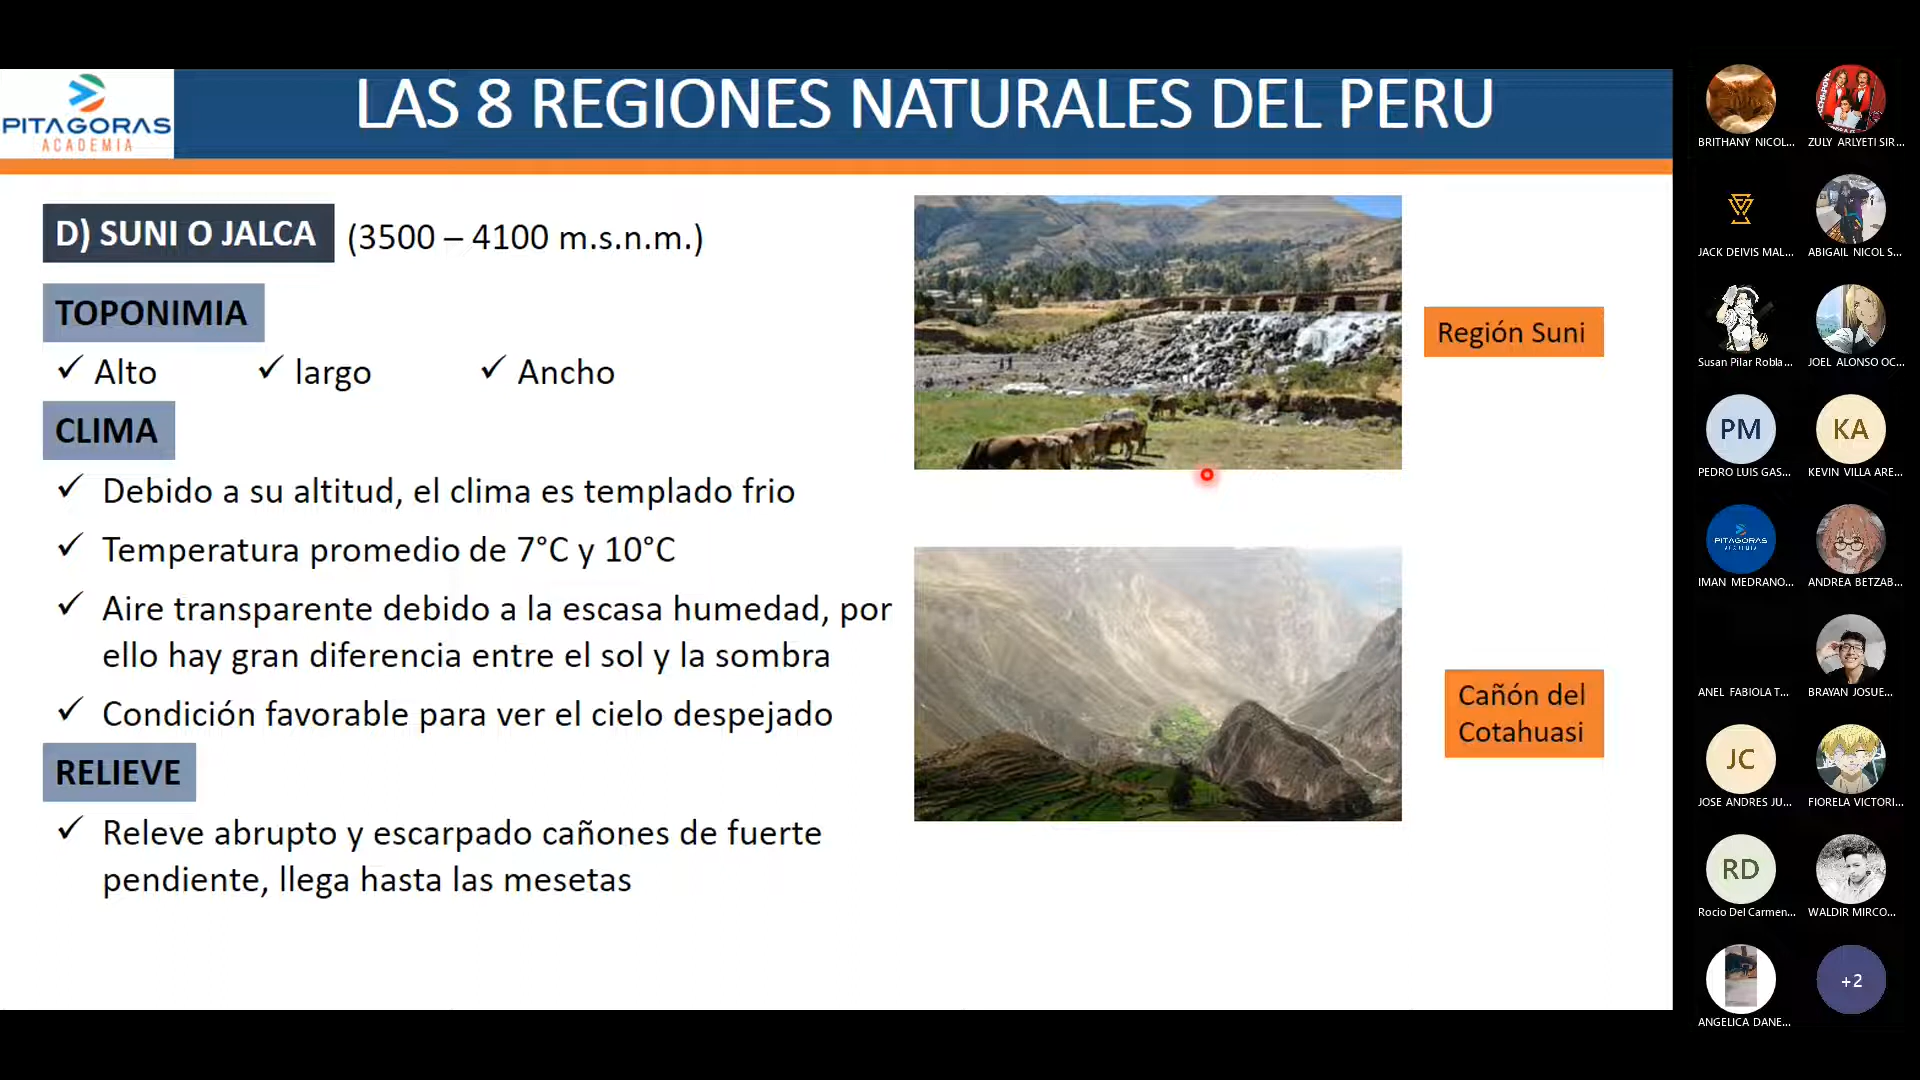 PITAGORAS
ACADEMIA
LAS 8 REGIONES NATURALES DEL PERU
D) SUNI O JALCA
(3500 – 4100 m.s.n.m.)
TOPONIMIA
✓ Alto
✓ largo
✓ Ancho
CLIMA
✓ Debido a su altitud, el clima es templado frio
✓ Temperatura promedio de 7°C y 10°C
✓ Aire transparente debido a la escasa humedad, por
ello hay gran diferencia entre el sol y la sombra
✓ Condición favorable para ver el cielo despejado
RELIEVE
✓ Releve abrupto y escarpado cañones de fuerte
pendiente, llega hasta las mesetas
Región Suni
Cañón del
Cotahuasi
BRITHANY NICOL...
ZULY ARLYETI SIR...
JACK DEIVIS MAL...
ABIGAIL NICOL S...
Susan Pilar Robla...
JOEL ALONSO OC...
PM
KA
PEDRO LUIS GAS...
KEVIN VILLA ARE...
PITAGORAS
IMAN MEDRANO...
ANDREA BETZAB...
ANEL FABIOLA T...
BRAYAN JOSUE...
JC
JOSE ANDRES JU...
FIORELA VICTORI...
RD
Rocio Del Carmen...
WALDIR MIRCO...
+2
ANGELICA DANE...